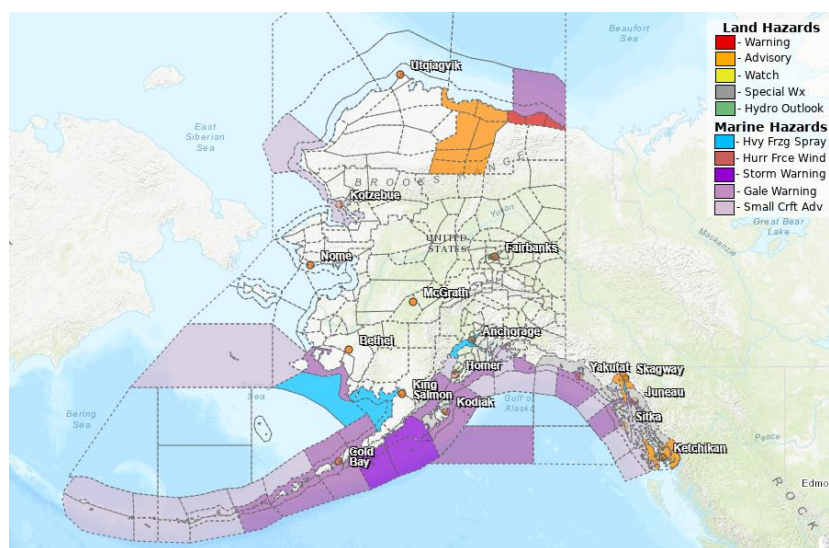 Beaufort
Sea
Land Hazards
- Warning
- Advisory
- Watch
- Special Wx
- Hydro Outlook
Marine Hazards
- Hvy Frzg Spray
- Hurr Frce Wind
- Storm Warning
- Gale Warning
- Small Crft Adv
Utqiagvik
East
Siberian
Sea
BROOKS RANGE
Kotzebue
Yukon
Great Bear
Lake
Mackenzie
UNITED
STATES
Fairbanks
Nome
McGrath
Anchorage
Bethel
Homer
Yakutat
Skagway
Juneau
King
Salmon
Kodiak
Gulf o
Alaska
Sitka
Bering
Sea
Sea
Peace
Gold
Bay
Ketchikan
Edmo
ROCK